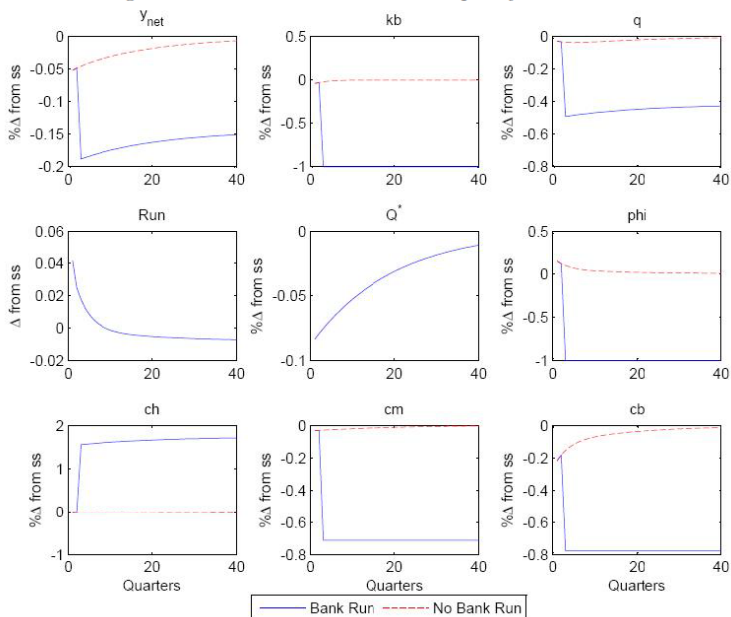 y_net kb q
0 0.5 0
-0.05 0 -0.2
-0.1 -0.4
-0.15 -0.5 -0.6
-0.2 -1 -0.8
%Δ from ss %Δ from ss %Δ from ss
0 20 40 0 20 40 0 20 40
Run Q* phi
0.06 0 0.5
0.04 0
0.02 -0.05
0 -0.5
-0.02 -0.1 -1
Δ from ss %Δ from ss %Δ from ss
0 20 40 0 20 40 0 20 40
ch cm cb
2 0 0
1 -0.2 -0.2
-0.4 -0.4
0 -0.6 -0.6
-1 -0.8 -0.8
%Δ from ss %Δ from ss %Δ from ss
0 20 40 0 20 40 0 20 40
Quarters Quarters Quarters
Bank Run No Bank Run